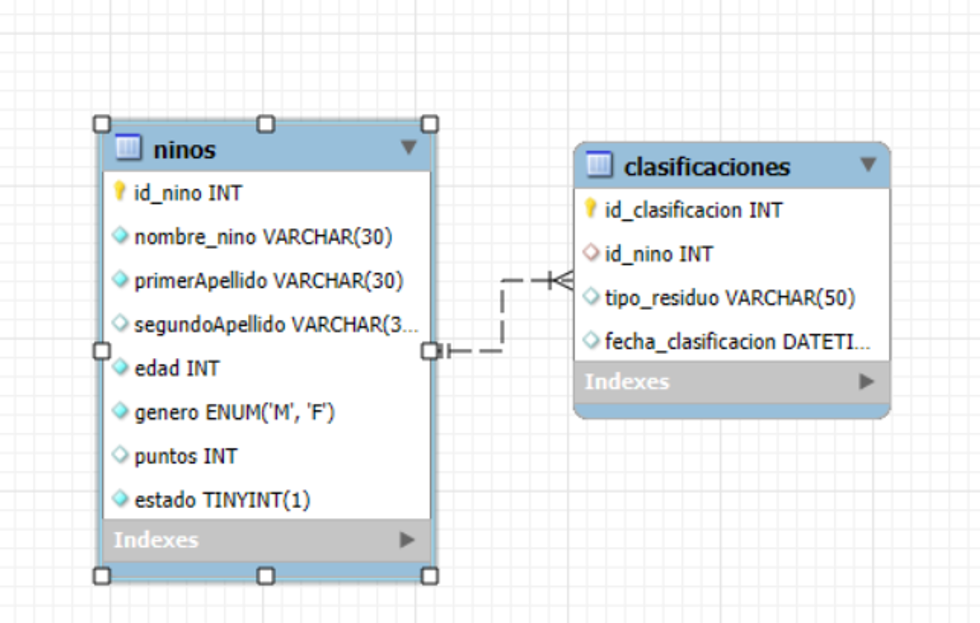 ninos
id_nino INT
nombre_nino VARCHAR(30)
primerApellido VARCHAR(30)
segundoApellido VARCHAR(3...
edad INT
genero ENUM('M', 'F')
puntos INT
estado TINYINT(1)
Indexes
clasificaciones
id_clasificacion INT
id_nino INT
tipo_residuo VARCHAR(50)
fecha_clasificacion DATETI...
Indexes